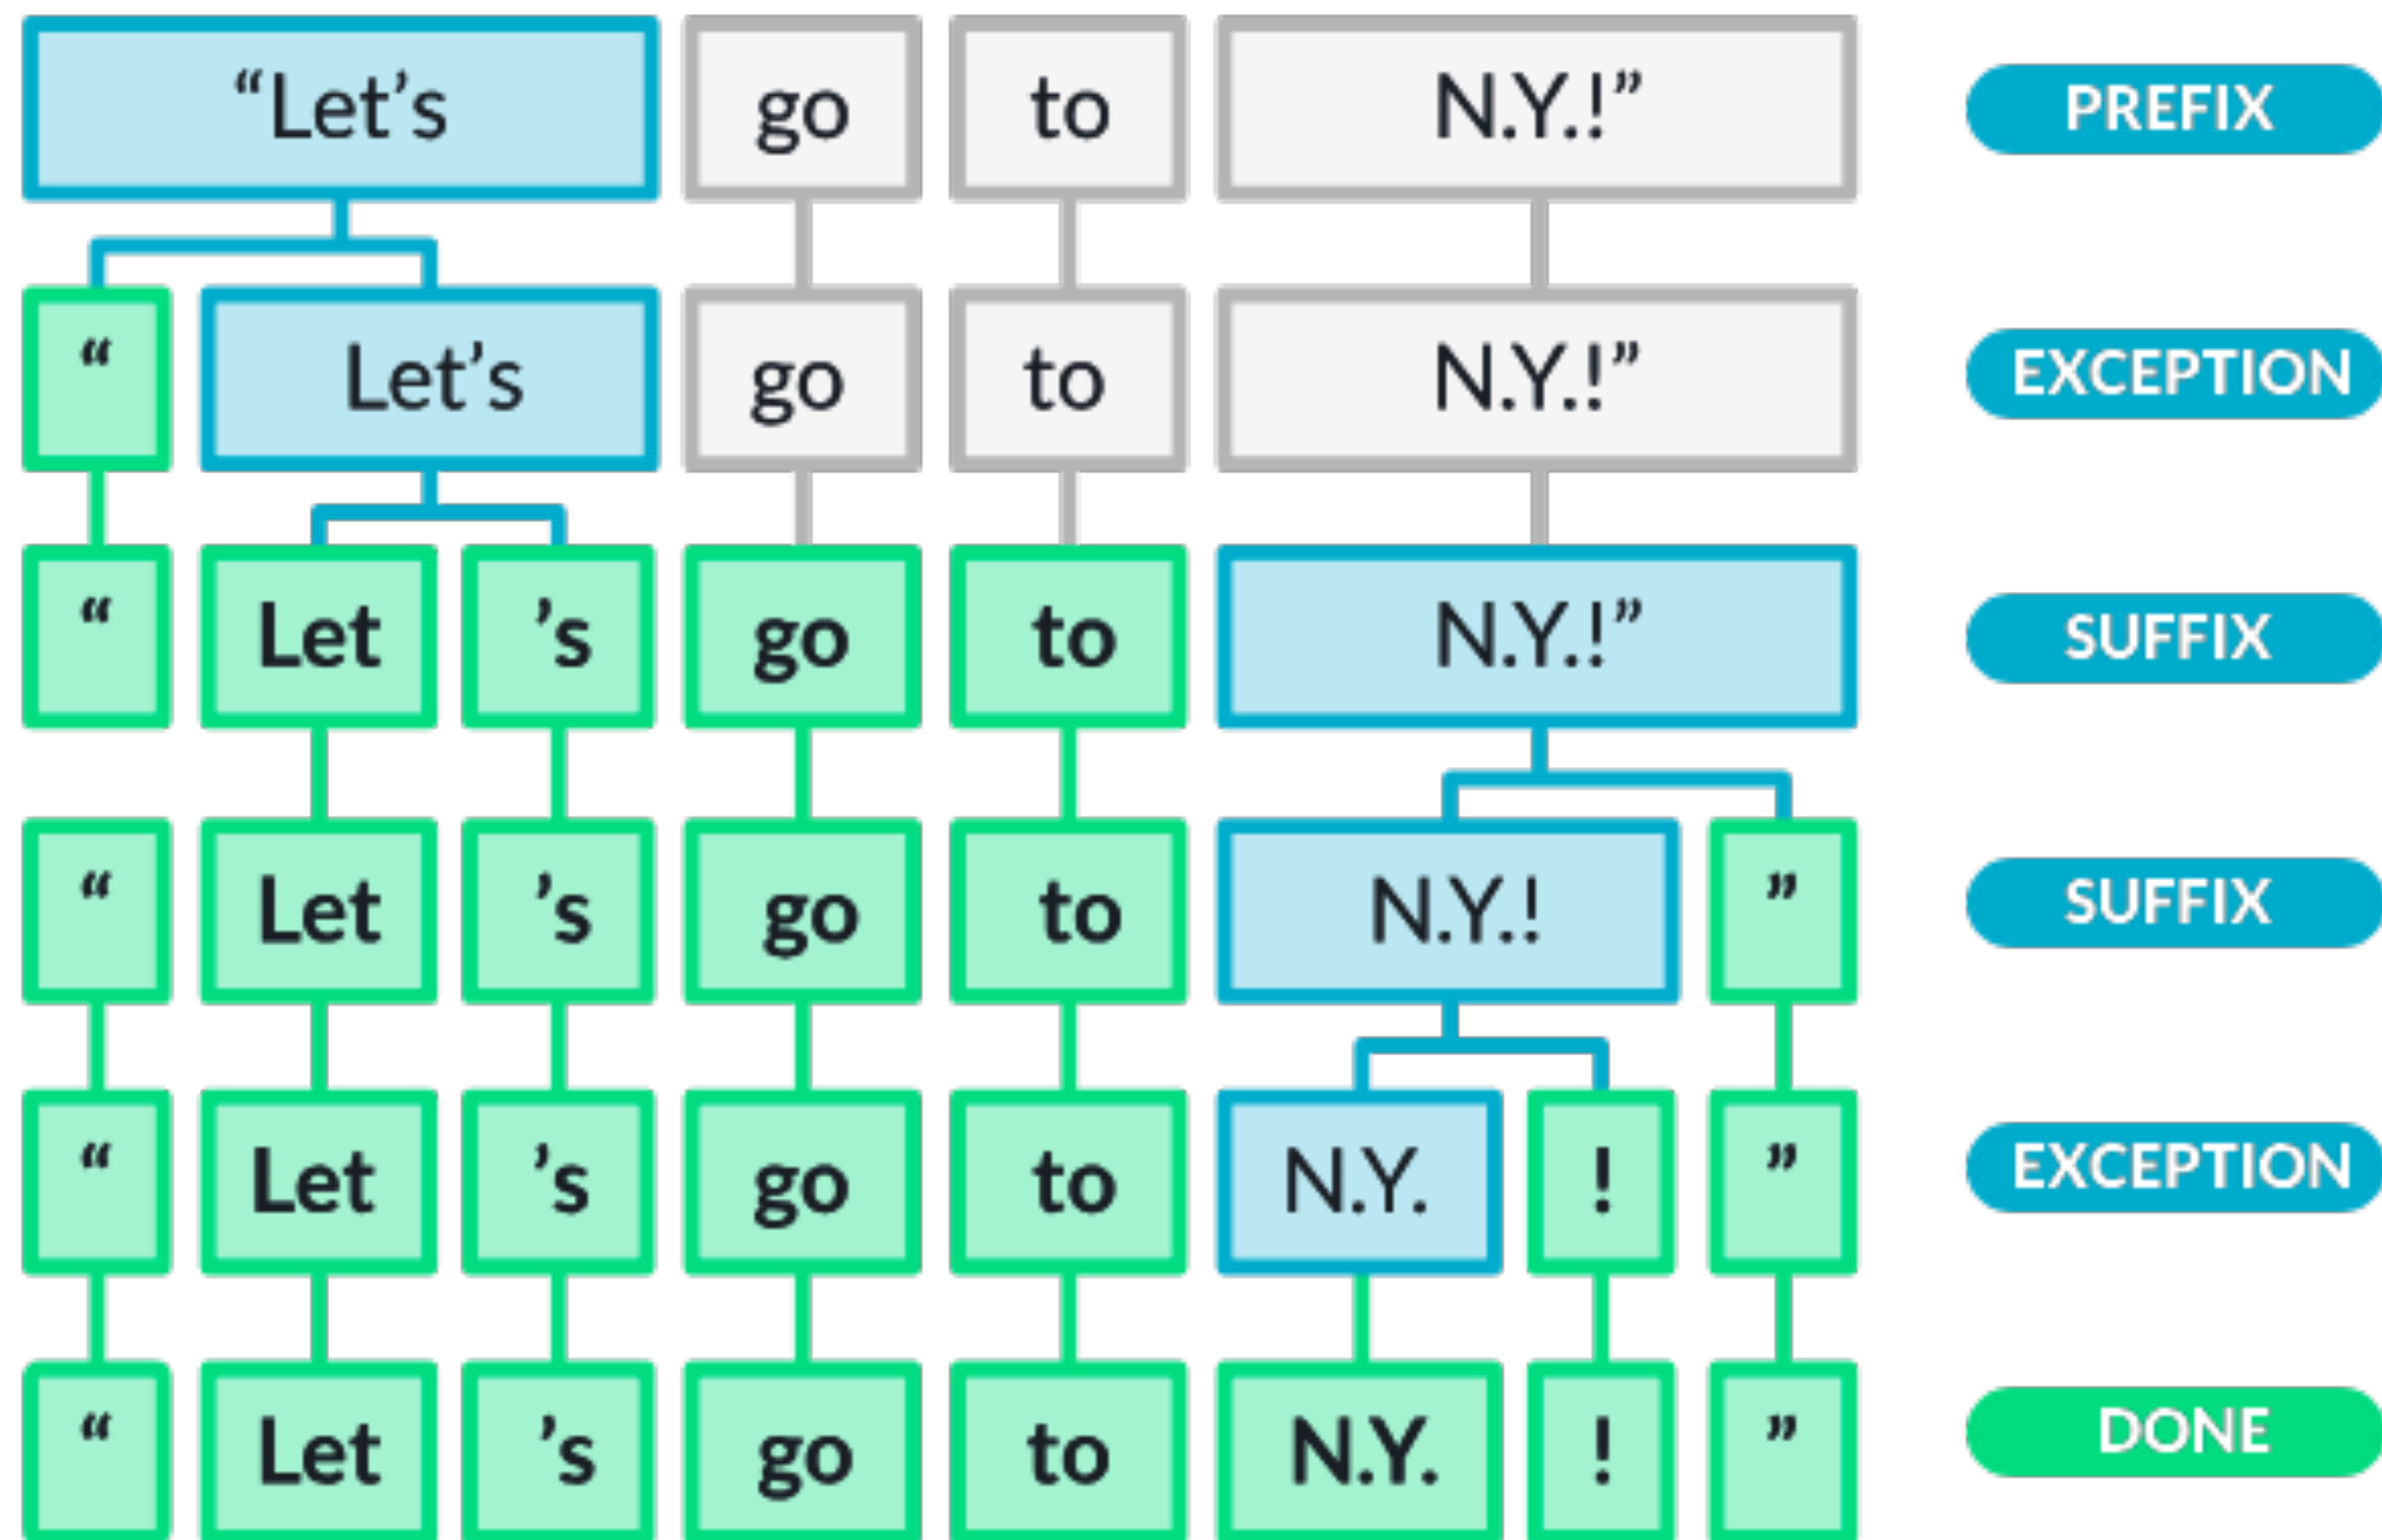 “Let’s go to N.Y.!” PREFIX
“ Let’s go to N.Y.!” EXCEPTION
“ Let ’s go to N.Y.!” SUFFIX
“ Let ’s go to N.Y.! ” SUFFIX
“ Let ’s go to N.Y. ! ” EXCEPTION
“ Let ’s go to N.Y. ! ” DONE